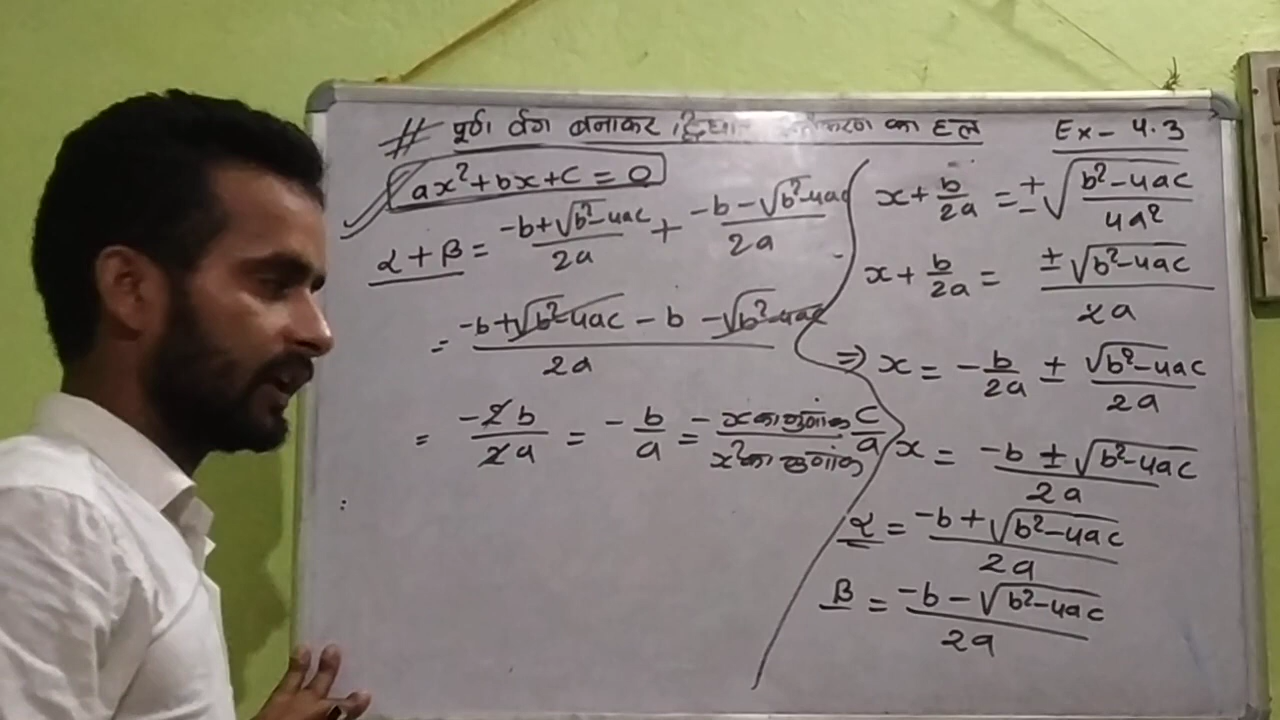 # पूर्ण वर्ग बनाकर का हल
Ex - 4.3
ax²+bx+c = 0
α + β = (-b+√(b²-4ac))/2a + (-b-√(b²-4ac))/2a
= (-b+√(b²-4ac) - b -√(b²-4ac))/2a
= -2b/2a = -b/a = - x का गुणांक/x² का गुणांक c/a
x + b/2a = ±√((b²-4ac)/4a²)
x + b/2a = ±√(b²-4ac)/2a
⇒ x = -b/2a ± √(b²-4ac)/2a
x = (-b ± √(b²-4ac))/2a
α = (-b+√(b²-4ac))/2a
β = (-b-√(b²-4ac))/2a